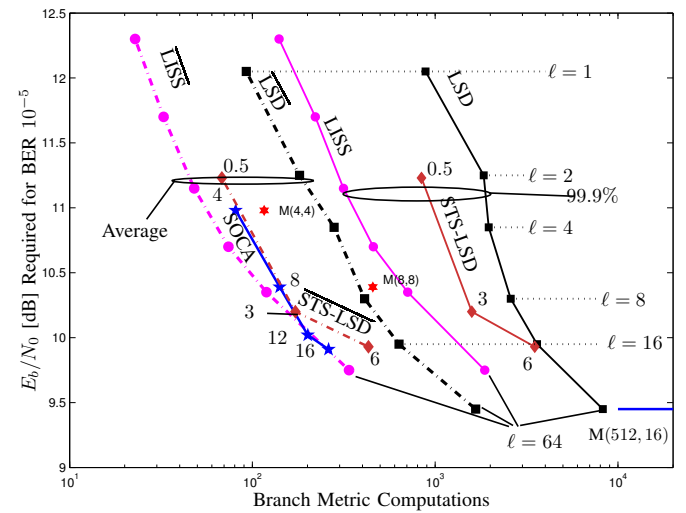 12.5
12
11.5
11
10.5
10
9.5
9
E_b/N_0 [dB] Required for BER 10^{-5}
LISS
LSD
LISS
LSD
ℓ = 1
0.5
0.5
ℓ = 2
4
M(4,4)
99.9%
Average
SOCA
STS-LSD
ℓ = 4
M(8,8)
8
STS-LSD
3
3
ℓ = 8
12
16
6
6
ℓ = 16
ℓ = 64
M(512, 16)
10^1
10^2
10^3
10^4
Branch Metric Computations